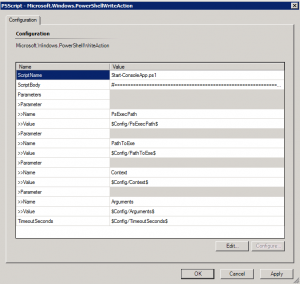 PSScript - Microsoft.Windows.PowerShellWriteAction
Configuration
Configuration
Microsoft.Windows.PowerShellWriteAction
Name Value
ScriptName Start-ConsoleApp.ps1
ScriptBody #==========================================================...
Parameters
>Parameter
>>Name PsExecPath
>>Value $Config/PsExecPath$
>Parameter
>>Name PathToExe
>>Value $Config/PathToExe$
>Parameter
>>Name Context
>>Value $Config/Context$
>Parameter
>>Name Arguments
>>Value $Config/Arguments$
TimeoutSeconds $Config/TimeoutSeconds$
Edit... Configure...
OK Cancel Apply